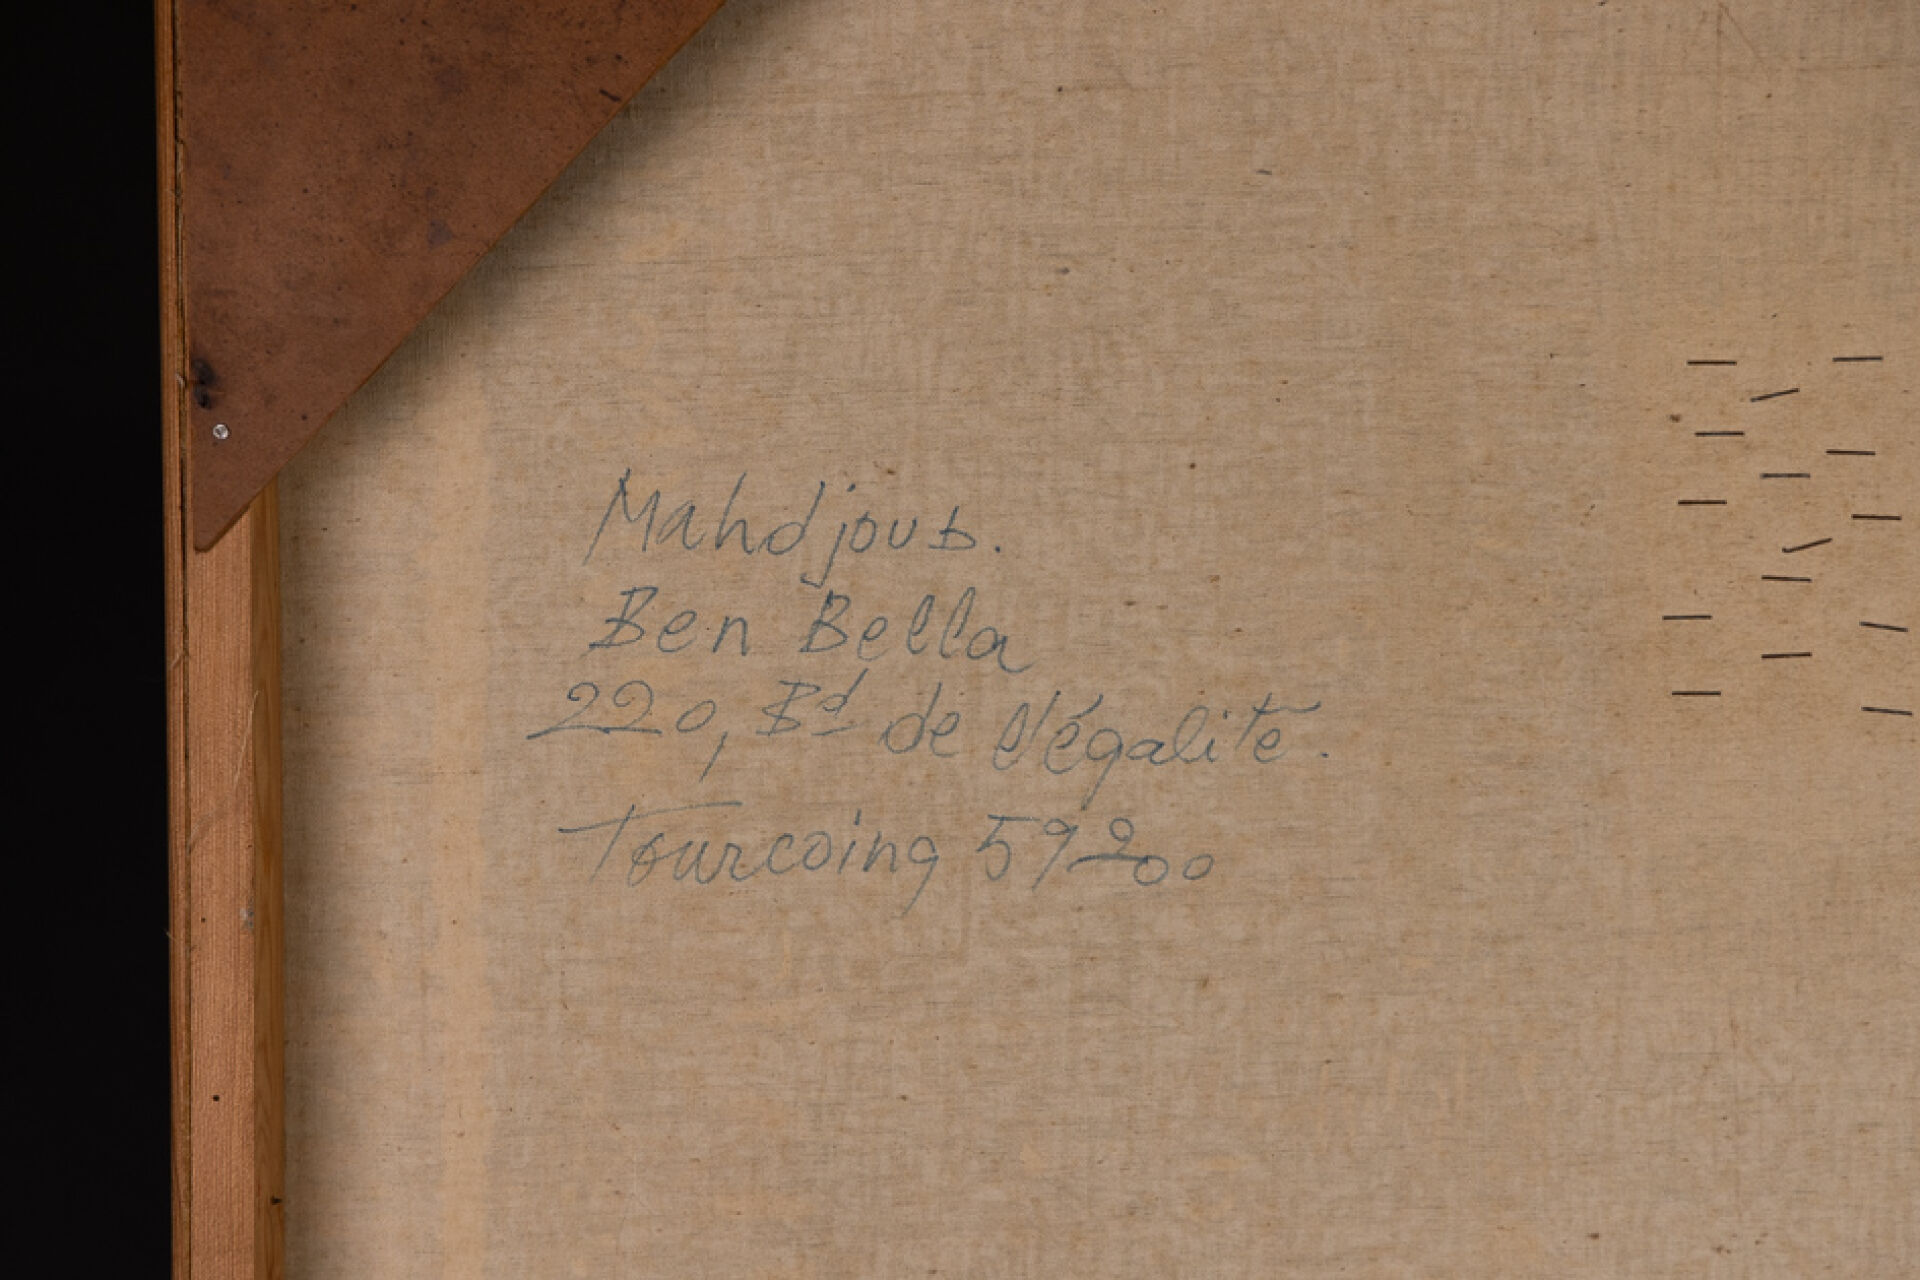 Mahdjoub.
Ben Bella
220, Bd de l'égalité.
Tourcoing 59200